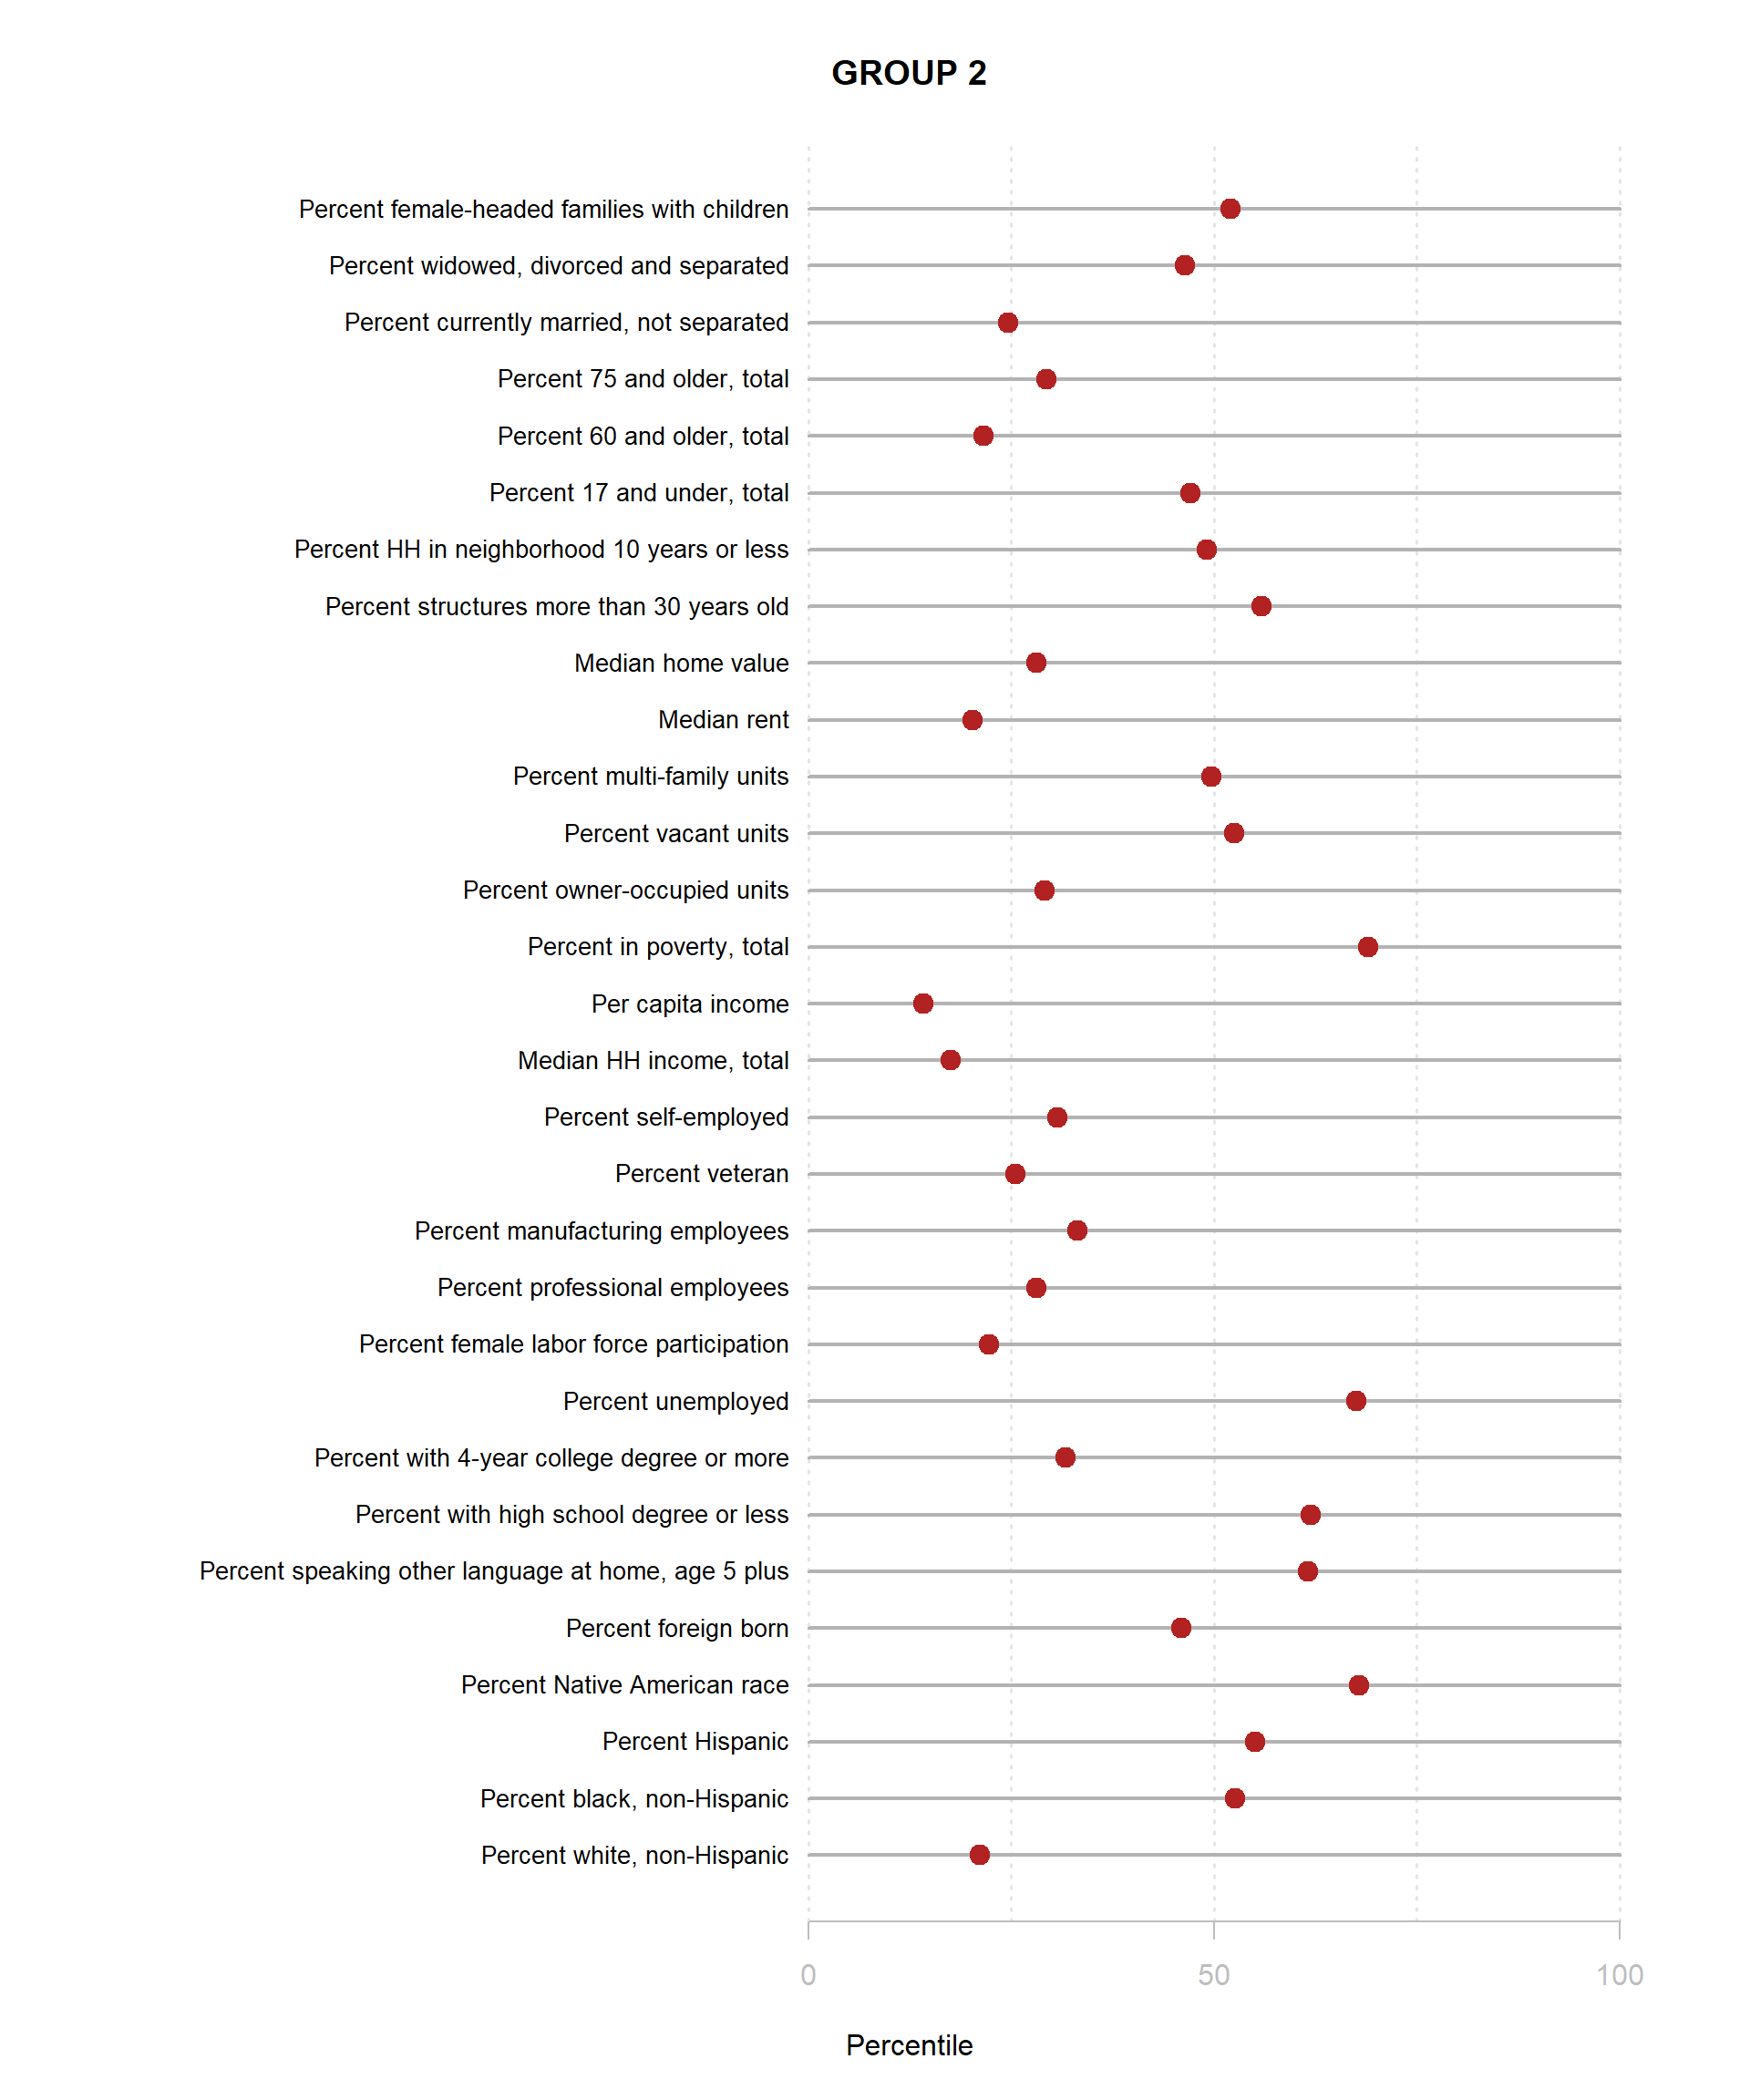 GROUP 2
Percent female-headed families with children
Percent widowed, divorced and separated
Percent currently married, not separated
Percent 75 and older, total
Percent 60 and older, total
Percent 17 and under, total
Percent HH in neighborhood 10 years or less
Percent structures more than 30 years old
Median home value
Median rent
Percent multi-family units
Percent vacant units
Percent owner-occupied units
Percent in poverty, total
Per capita income
Median HH income, total
Percent self-employed
Percent veteran
Percent manufacturing employees
Percent professional employees
Percent female labor force participation
Percent unemployed
Percent with 4-year college degree or more
Percent with high school degree or less
Percent speaking other language at home, age 5 plus
Percent foreign born
Percent Native American race
Percent Hispanic
Percent black, non-Hispanic
Percent white, non-Hispanic
0 50 100
Percentile